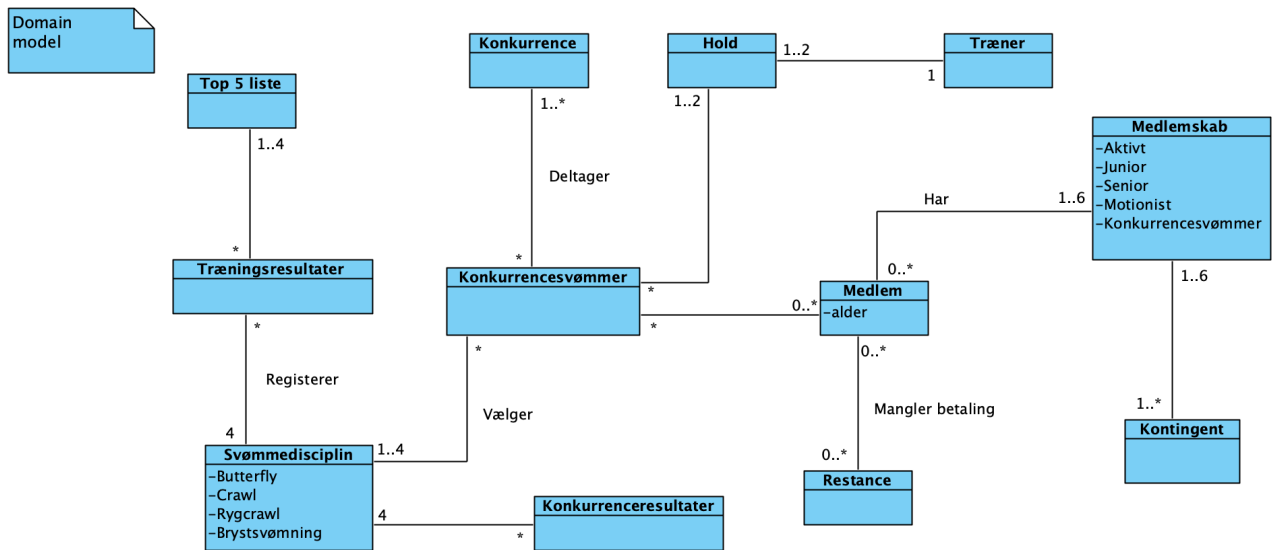 Domain
model
Top 5 liste
1..4
*
Træningsresultater
*
Registerer
4
Svømmedisciplin
-Butterfly
-Crawl
-Rygcrawl
-Brystsvømning
4
*
Konkurrenceresultater
Konkurrence
1..*
Deltager
*
Konkurrencesvømmer
*
Vælger
1..4
Hold
1..2
1
Træner
1..2
*
*
0..*
Medlem
-alder
0..*
Har
1..6
Medlemskab
-Aktivt
-Junior
-Senior
-Motionist
-Konkurrencesvømmer
1..6
1..*
Kontingent
0..*
Mangler betaling
0..*
Restance